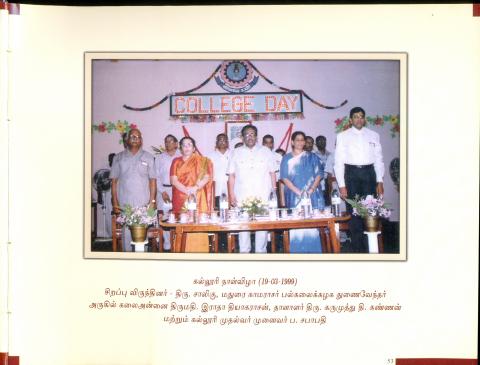 COLLEGE DAY
கல்லூரி நாள்விழா (19-03-1999)
சிறப்பு விருந்தினர் - திரு. சாலிகு, மதுரை காமராசர் பல்கலைக்கழக துணைவேந்தர்
அருகில் கலைஅன்னை திருமதி. இராதா தியாகராசன், தாளாளர் திரு. கருமுத்து தி. கண்ணன்
மற்றும் கல்லூரி முதல்வர் முனைவர் ப. சபாபதி
53